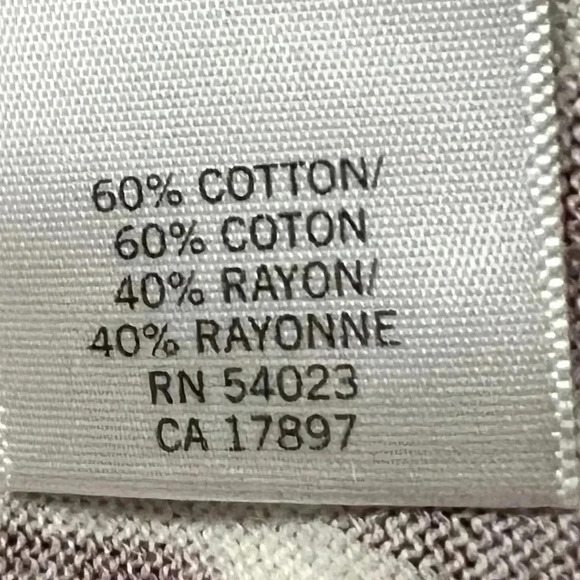 60% COTTON/
60% COTON
40% RAYON/
40% RAYONNE
RN 54023
CA 17897